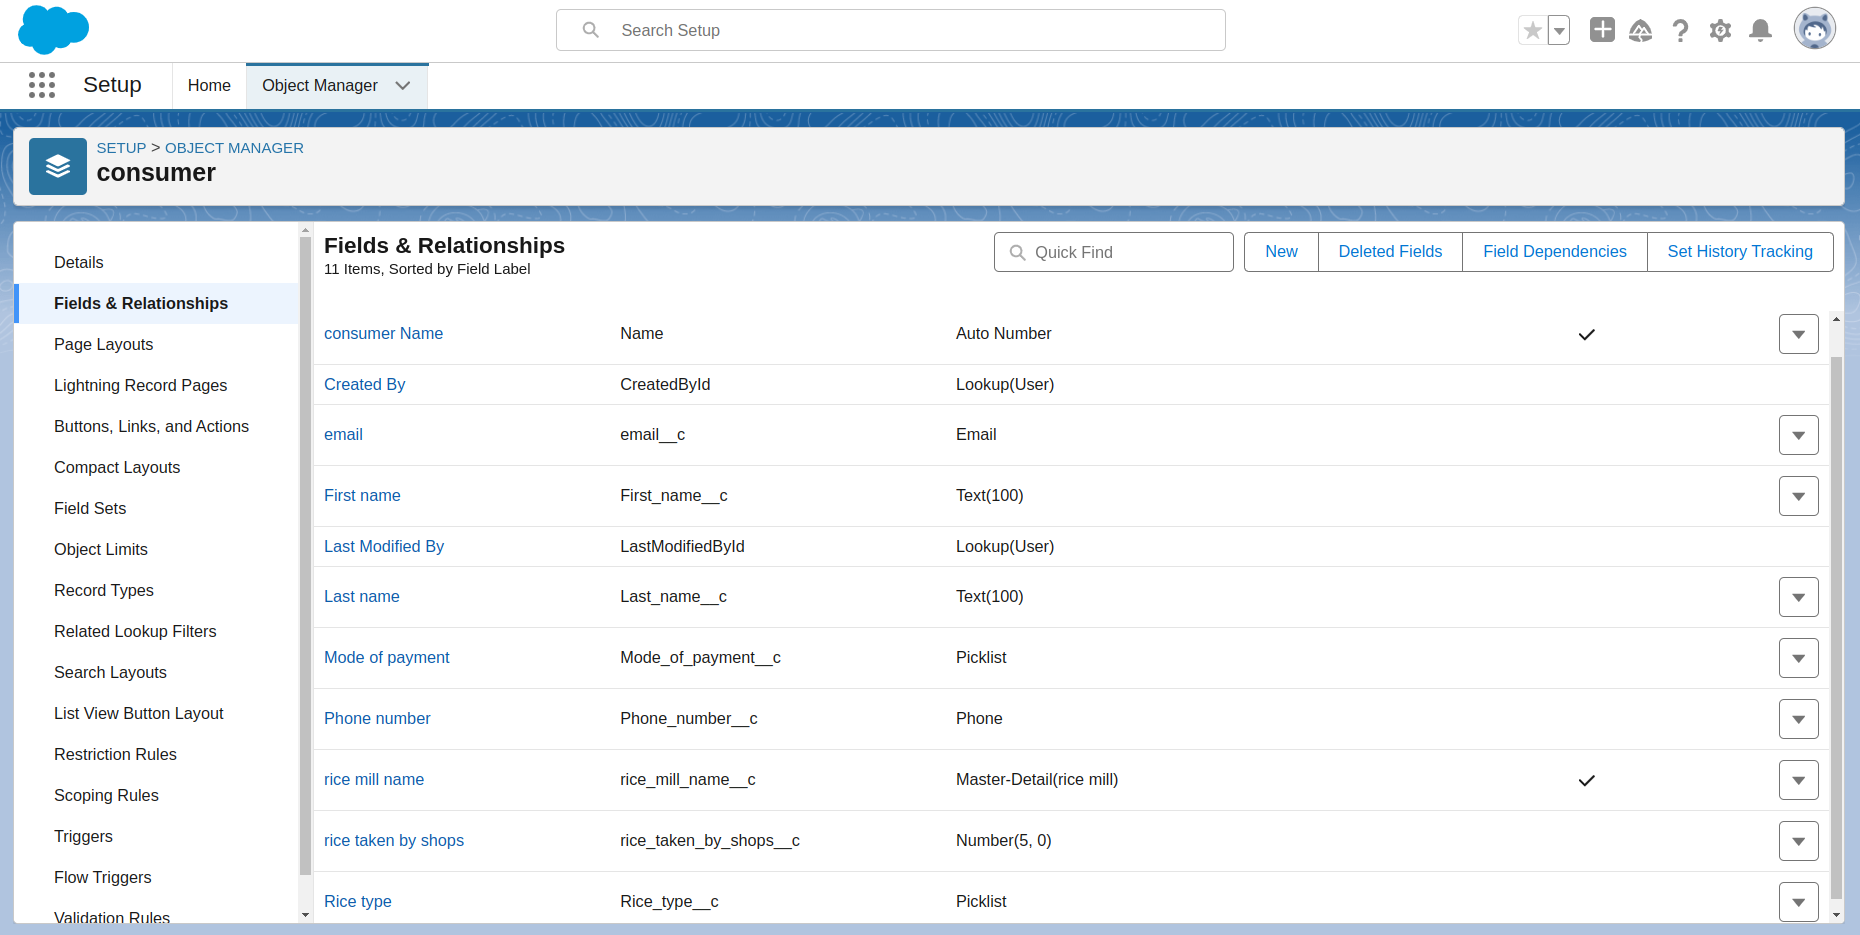 Search Setup
Setup
Home
Object Manager
SETUP > OBJECT MANAGER
consumer
Details
Fields & Relationships
Page Layouts
Lightning Record Pages
Buttons, Links, and Actions
Compact Layouts
Field Sets
Object Limits
Record Types
Related Lookup Filters
Search Layouts
List View Button Layout
Restriction Rules
Scoping Rules
Triggers
Flow Triggers
Validation Rules
Fields & Relationships
11 Items, Sorted by Field Label
Quick Find
New
Deleted Fields
Field Dependencies
Set History Tracking
consumer Name Name Auto Number
Created By CreatedById Lookup(User)
email email__c Email
First name First_name__c Text(100)
Last Modified By LastModifiedById Lookup(User)
Last name Last_name__c Text(100)
Mode of payment Mode_of_payment__c Picklist
Phone number Phone_number__c Phone
rice mill name rice_mill_name__c Master-Detail(rice mill)
rice taken by shops rice_taken_by_shops__c Number(5, 0)
Rice type Rice_type__c Picklist